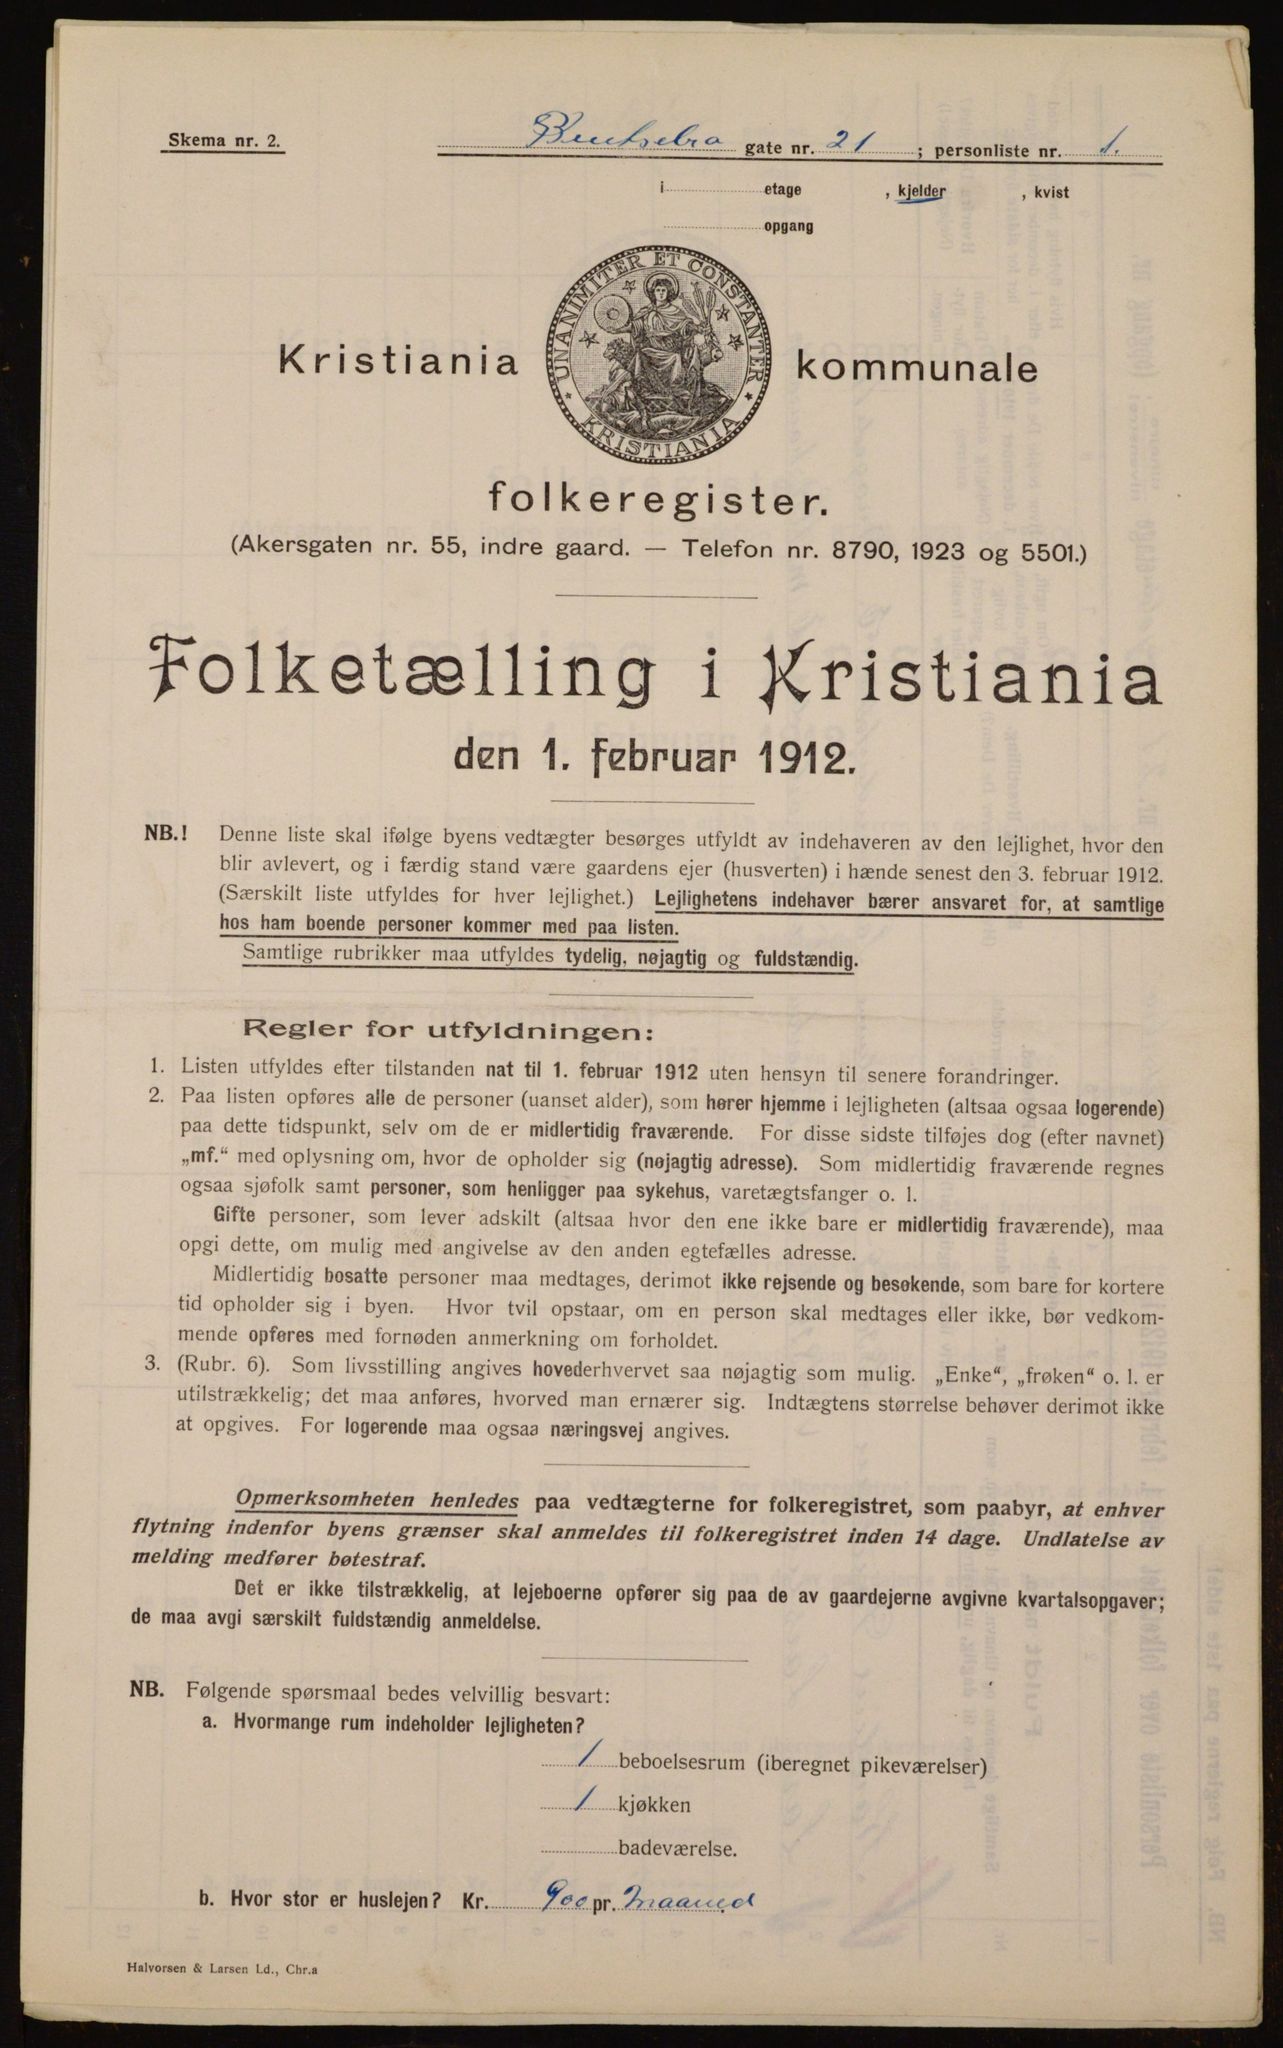 Skema nr. 2.
Bentsebro gate nr. 21 ; personliste nr. 1.
i etage , kjelder , kvist
opgang
Kristiania kommunale
UNANIMITER ET CONSTANTER
KRISTIANIA
folkeregister.
(Akersgaten nr. 55, indre gaard. — Telefon nr. 8790, 1923 og 5501.)
Folketælling i Kristiania
den 1. februar 1912.
NB.! Denne liste skal ifølge byens vedtægter besørges utfyldt av indehaveren av den lejlighet, hvor den
blir avlevert, og i færdig stand være gaardens ejer (husverten) i hænde senest den 3. februar 1912.
(Særskilt liste utfyldes for hver lejlighet.) Lejlighetens indehaver bærer ansvaret for, at samtlige
hos ham boende personer kommer med paa listen.
Samtlige rubrikker maa utfyldes tydelig, nøjagtig og fuldstændig.
Regler for utfyldningen:
1. Listen utfyldes efter tilstanden nat til 1. februar 1912 uten hensyn til senere forandringer.
2. Paa listen opføres alle de personer (uanset alder), som hører hjemme i lejligheten (altsaa ogsaa logerende)
paa dette tidspunkt, selv om de er midlertidig fraværende. For disse sidste tilføjes dog (efter navnet)
„mf.“ med oplysning om, hvor de opholder sig (nøjagtig adresse). Som midlertidig fraværende regnes
ogsaa sjøfolk samt personer, som henligger paa sykehus, varetægtsfanger o. l.
Gifte personer, som lever adskilt (altsaa hvor den ene ikke bare er midlertidig fraværende), maa
opgi dette, om mulig med angivelse av den anden egtefælles adresse.
Midlertidig bosatte personer maa medtages, derimot ikke rejsende og besøkende, som bare for kortere
tid opholder sig i byen. Hvor tvil opstaar, om en person skal medtages eller ikke, bør vedkom-
mende opføres med fornøden anmerkning om forholdet.
3. (Rubr. 6). Som livsstilling angives hovederhvervet saa nøjagtig som mulig. „Enke“, „frøken“ o. l. er
utilstrækkelig; det maa anføres, hvorved man ernærer sig. Indtægtens størrelse behøver derimot ikke
at opgives. For logerende maa ogsaa næringsvej angives.
Opmerksomheten henledes paa vedtægterne for folkeregistret, som paabyr, at enhver
flytning indenfor byens grænser skal anmeldes til folkeregistret inden 14 dage. Undlatelse av
melding medfører bøtestraf.
Det er ikke tilstrækkelig, at lejeboerne opfører sig paa de av gaardejerne avgivne kvartalsopgaver;
de maa avgi særskilt fuldstændig anmeldelse.
NB. Følgende spørsmaal bedes velvillig besvart:
a. Hvormange rum indeholder lejligheten?
1 beboelsesrum (iberegnet pikeværelser)
1 kjøkken
badeværelse.
b. Hvor stor er huslejen? Kr. 900 pr. Maaned
Halvorsen & Larsen Ld., Chr.a